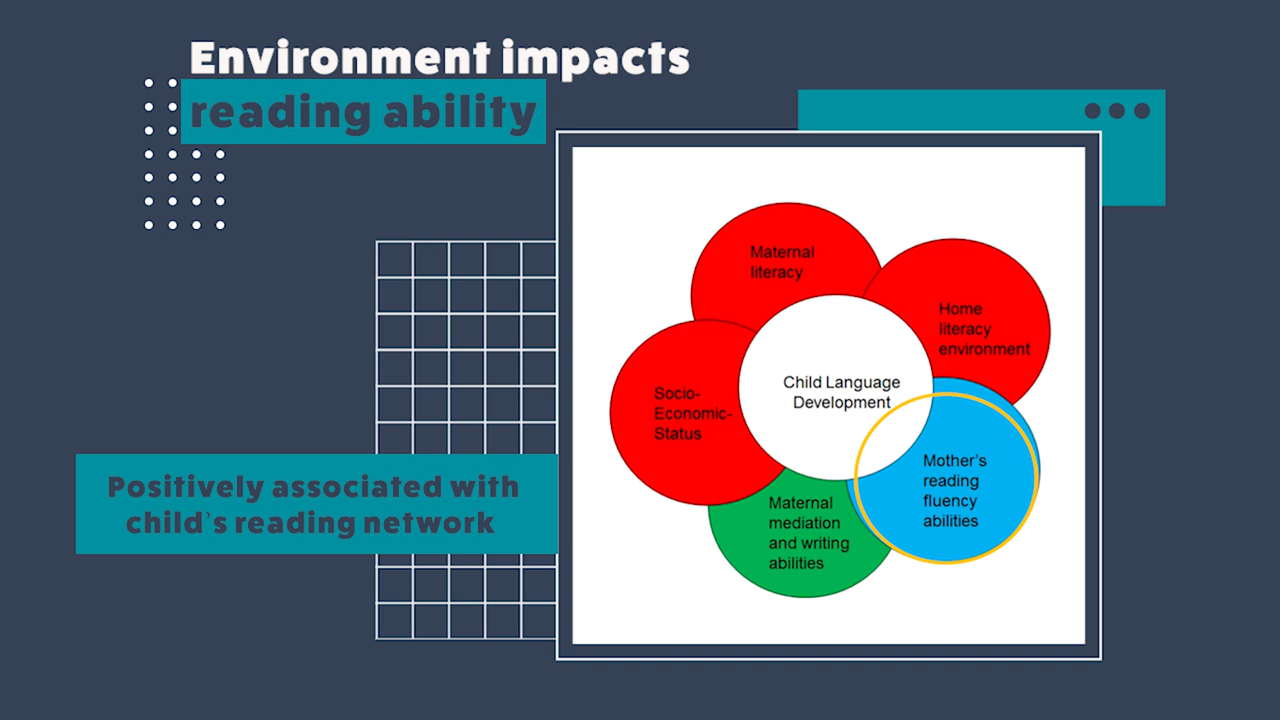 Environment impacts
reading ability
Maternal
literacy
Home
literacy
environment
Child Language
Development
Socio-
Economic-
Status
Mother's
reading
fluency
abilities
Maternal
mediation
and writing
abilities
Positively associated with
child's reading network